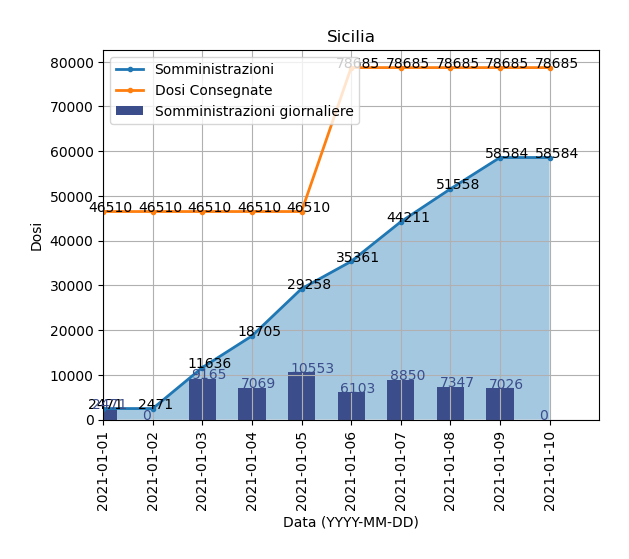 Sicilia
Somministrazioni
Dosi Consegnate
Somministrazioni giornaliere
80000
70000
60000
50000
40000
30000
20000
10000
0
Dosi
78685 78685 78685 78685 78685
46510 46510 46510 46510 46510
2471 2471 11636 18705 29258 35361 44211 51558 58584 58584
2471 0 9165 7069 10553 6103 8850 7347 7026 0
2021-01-01
2021-01-02
2021-01-03
2021-01-04
2021-01-05
2021-01-06
2021-01-07
2021-01-08
2021-01-09
2021-01-10
Data (YYYY-MM-DD)